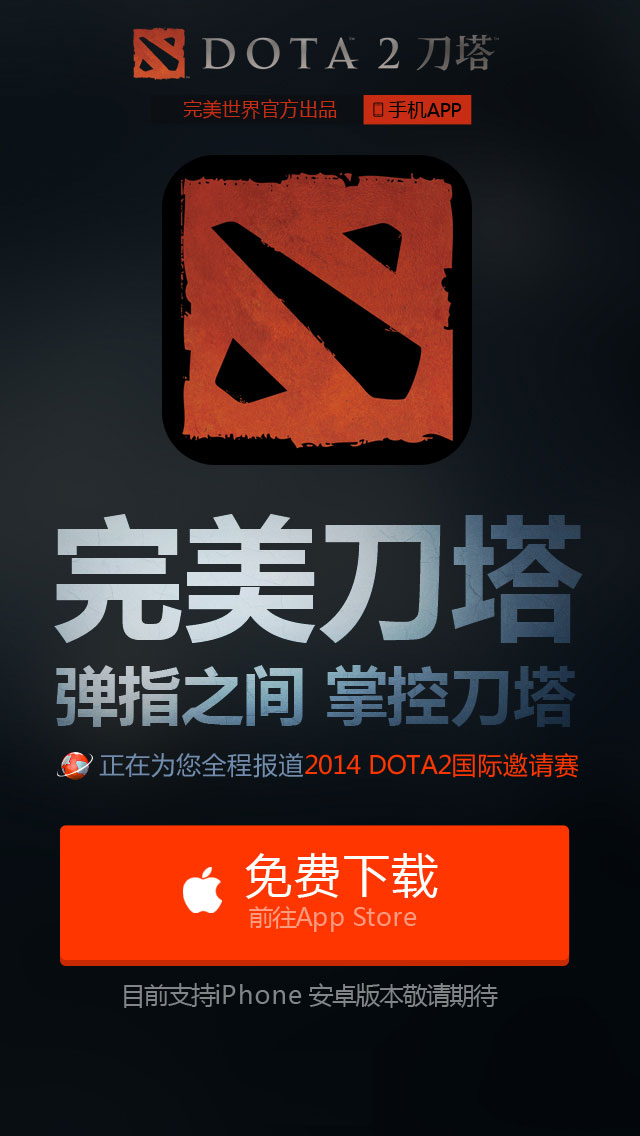 DOTA™ 2 刀塔™
完美世界官方出品 手机APP
完美刀塔
弹指之间 掌控刀塔
正在为您全程报道2014 DOTA2国际邀请赛
免费下载
前往App Store
目前支持iPhone 安卓版本敬请期待